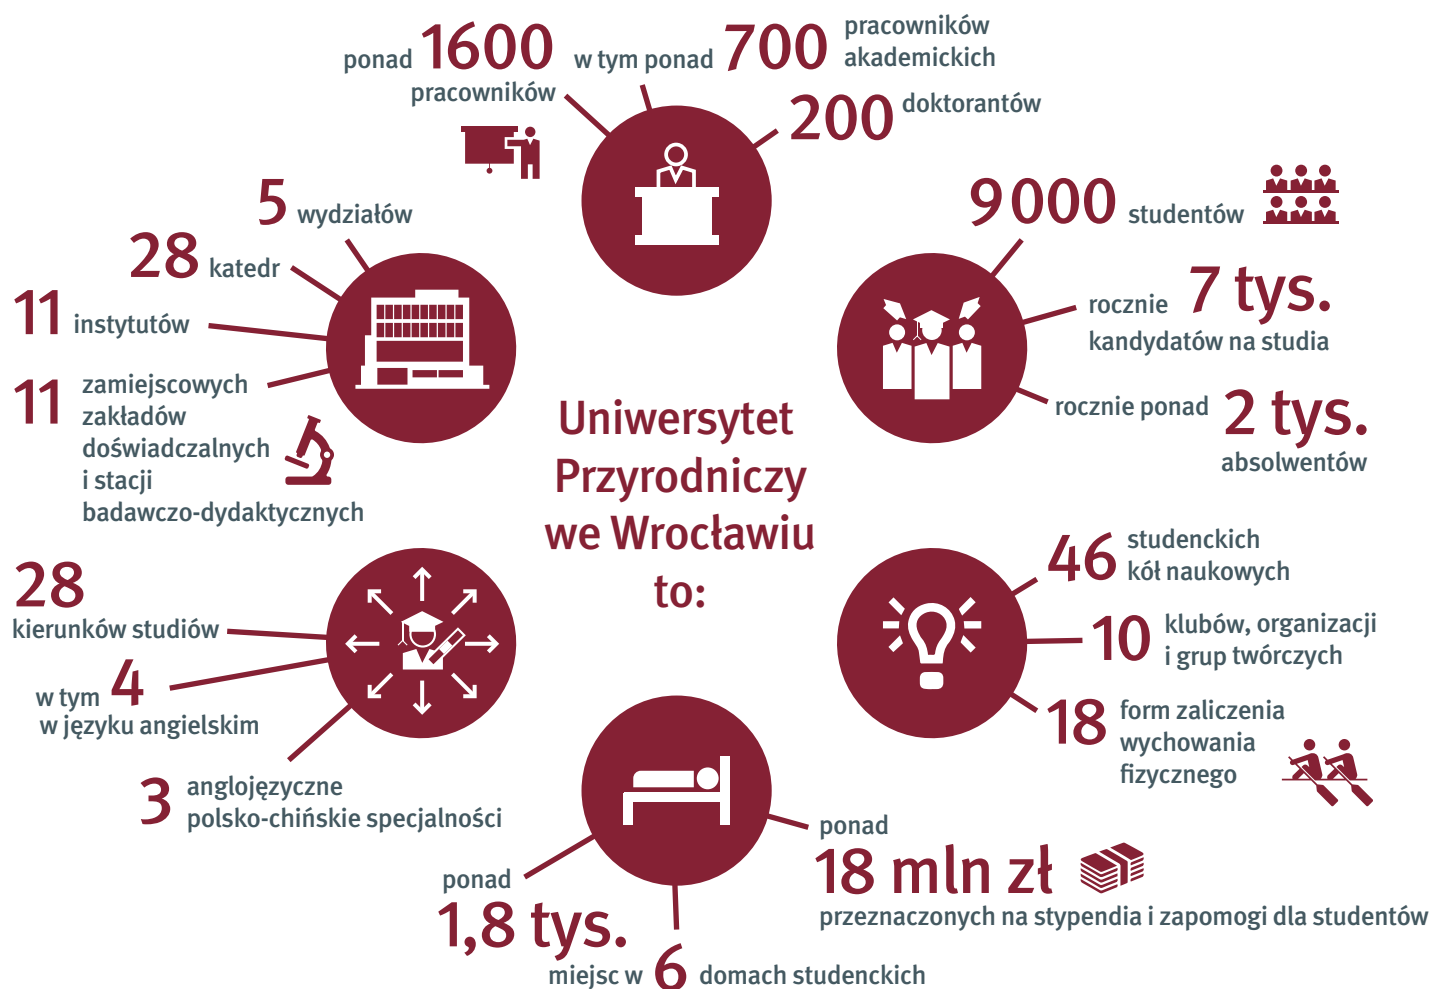 ponad 1600
pracowników
w tym ponad 700 pracowników
akademickich
200 doktorantów
5 wydziałów
28 katedr
11 instytutów
11 zamiejscowych
zakładów
doświadczalnych
i stacji
badawczo-dydaktycznych
9 000 studentów
rocznie 7 tys.
kandydatów na studia
rocznie ponad 2 tys.
absolwentów
Uniwersytet
Przyrodniczy
we Wrocławiu
to:
28
kierunków studiów
w tym 4
w języku angielskim
3 anglojęzyczne
polsko-chińskie specjalności
46 studenckich
kół naukowych
10 klubów, organizacji
i grup twórczych
18 form zaliczenia
wychowania
fizycznego
ponad
1,8 tys.
miejsc w 6 domach studenckich
ponad
18 mln zł
przeznaczonych na stypendia i zapomogi dla studentów